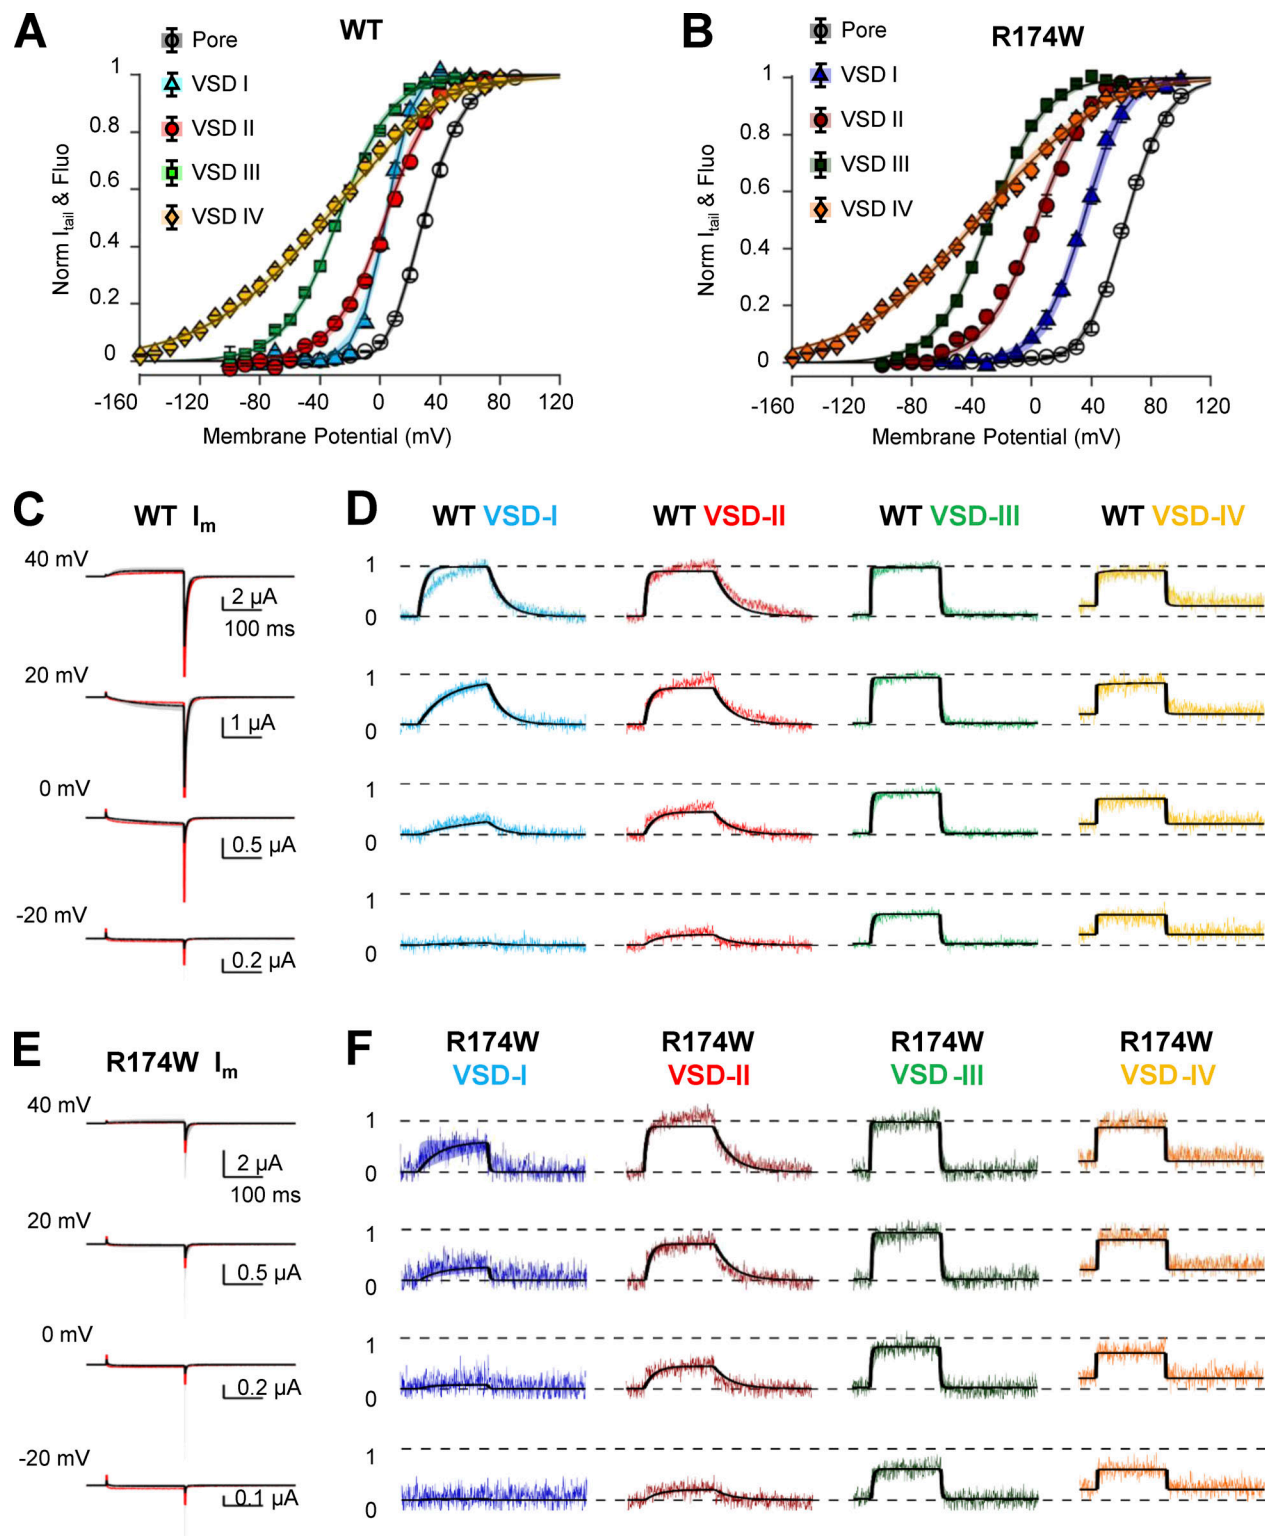 A
WT
Pore
VSD I
VSD II
VSD III
VSD IV
Norm Itail & Fluo
1
0.8
0.6
0.4
0.2
0
-160 -120 -80 -40 0 40 80 120
Membrane Potential (mV)
B
R174W
Pore
VSD I
VSD II
VSD III
VSD IV
Norm Itail & Fluo
1
0.8
0.6
0.4
0.2
0
-160 -120 -80 -40 0 40 80 120
Membrane Potential (mV)
C
WT Im
40 mV
2 µA
100 ms
20 mV
1 µA
0 mV
0.5 µA
-20 mV
0.2 µA
D
WT VSD-I
WT VSD-II
WT VSD-III
WT VSD-IV
1
0
1
0
1
0
1
0
E
R174W Im
40 mV
2 µA
100 ms
20 mV
0.5 µA
0 mV
0.2 µA
-20 mV
0.1 µA
F
R174W
VSD-I
R174W
VSD-II
R174W
VSD-III
R174W
VSD-IV
1
0
1
0
1
0
1
0